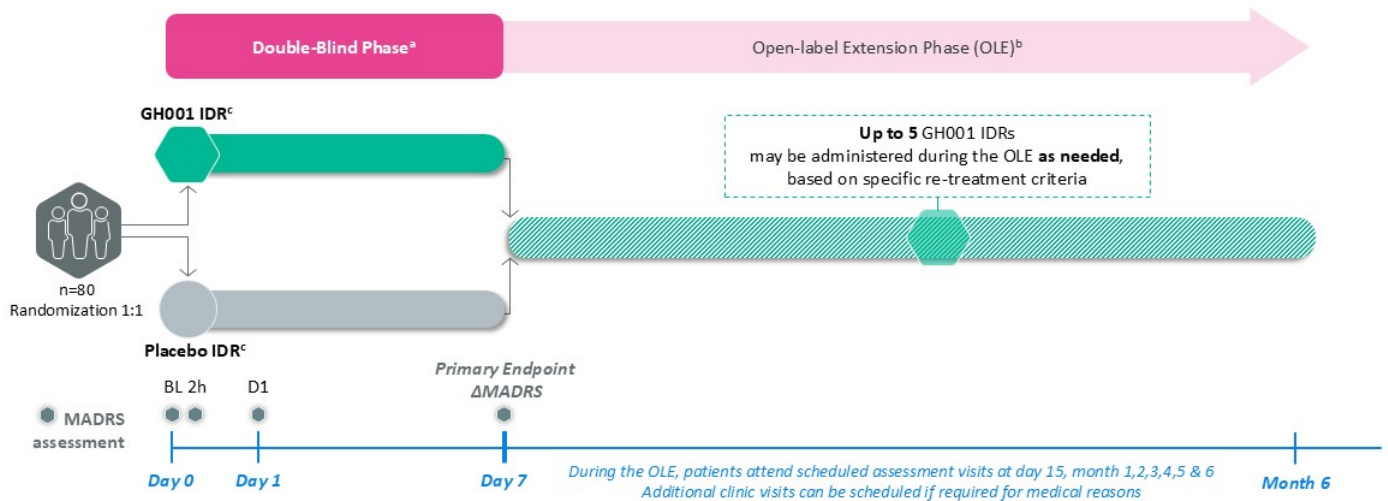 Double-Blind Phaseᵃ
Open-label Extension Phase (OLE)ᵇ
GH001 IDRᶜ
Up to 5 GH001 IDRs
may be administered during the OLE as needed,
based on specific re-treatment criteria
n=80
Randomization 1:1
Placebo IDRᶜ
BL 2h
D1
Primary Endpoint
ΔMADRS
MADRS
assessment
Day 0
Day 1
Day 7
During the OLE, patients attend scheduled assessment visits at day 15, month 1,2,3,4,5 & 6
Additional clinic visits can be scheduled if required for medical reasons
Month 6